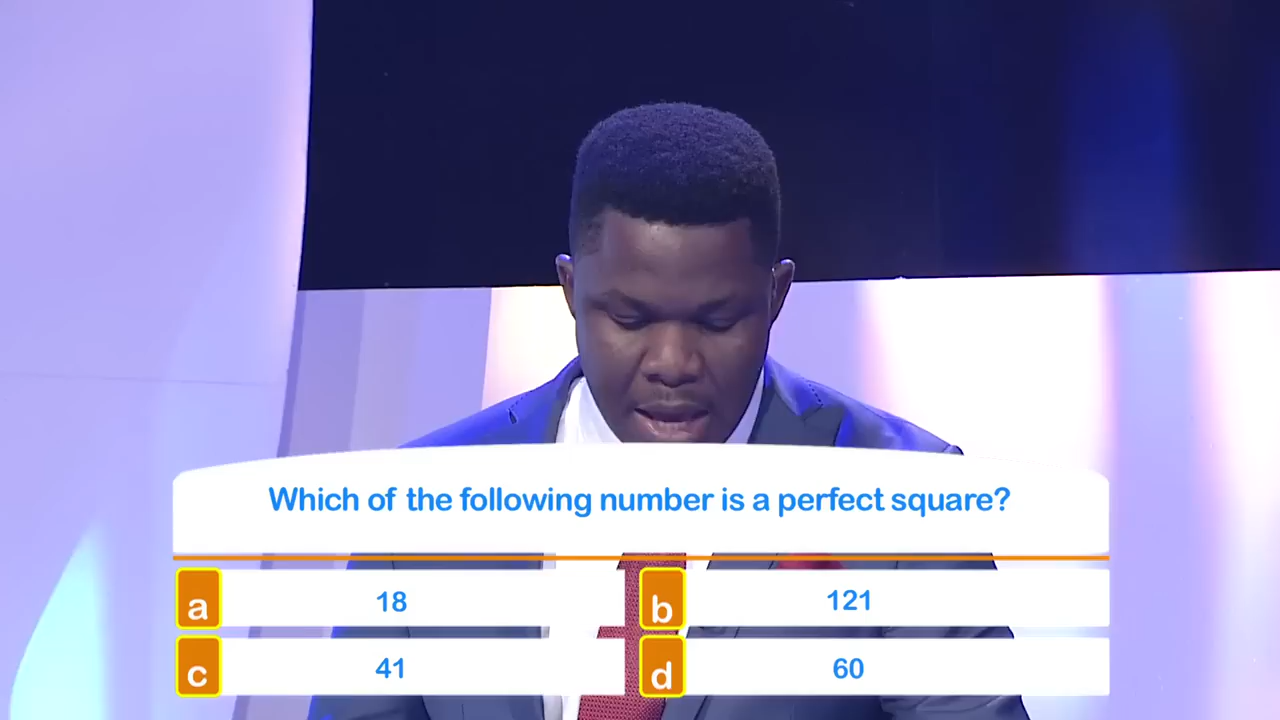 Which of the following number is a perfect square?
a 18
b 121
c 41
d 60